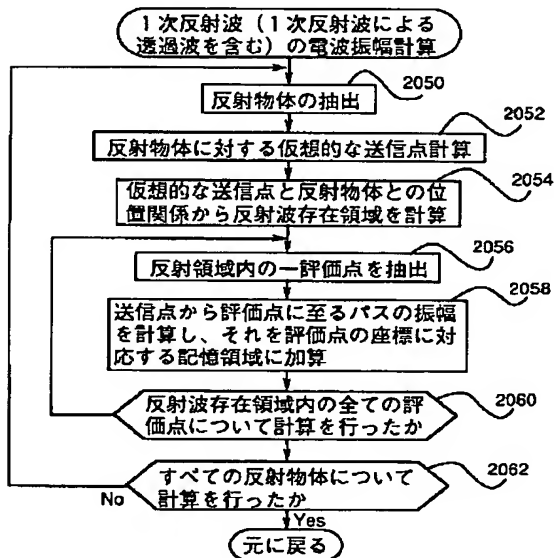 1次反射波（1次反射波による
透過波を含む）の電波振幅計算
2050
反射物体の抽出
2052
反射物体に対する仮想的な送信点計算
2054
仮想的な送信点と反射物体との位
置関係から反射波存在領域を計算
2056
反射領域内の一評価点を抽出
2058
送信点から評価点に至るパスの振幅
を計算し、それを評価点の座標に対
応する記憶領域に加算
2060
反射波存在領域内の全ての評
価点について計算を行ったか
2062
すべての反射物体について
計算を行ったか
No
Yes
元に戻る